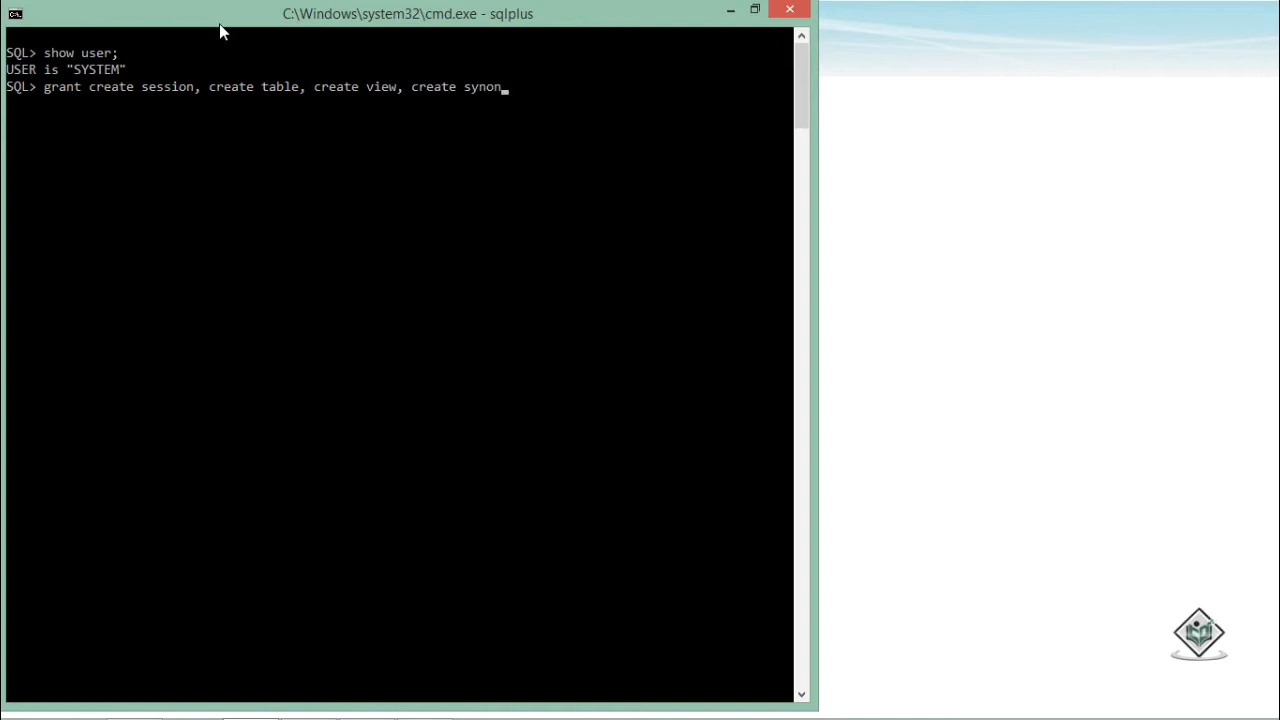 C:\Windows\system32\cmd.exe - sqlplus
SQL> show user;
USER is "SYSTEM"
SQL> grant create session, create table, create view, create synon